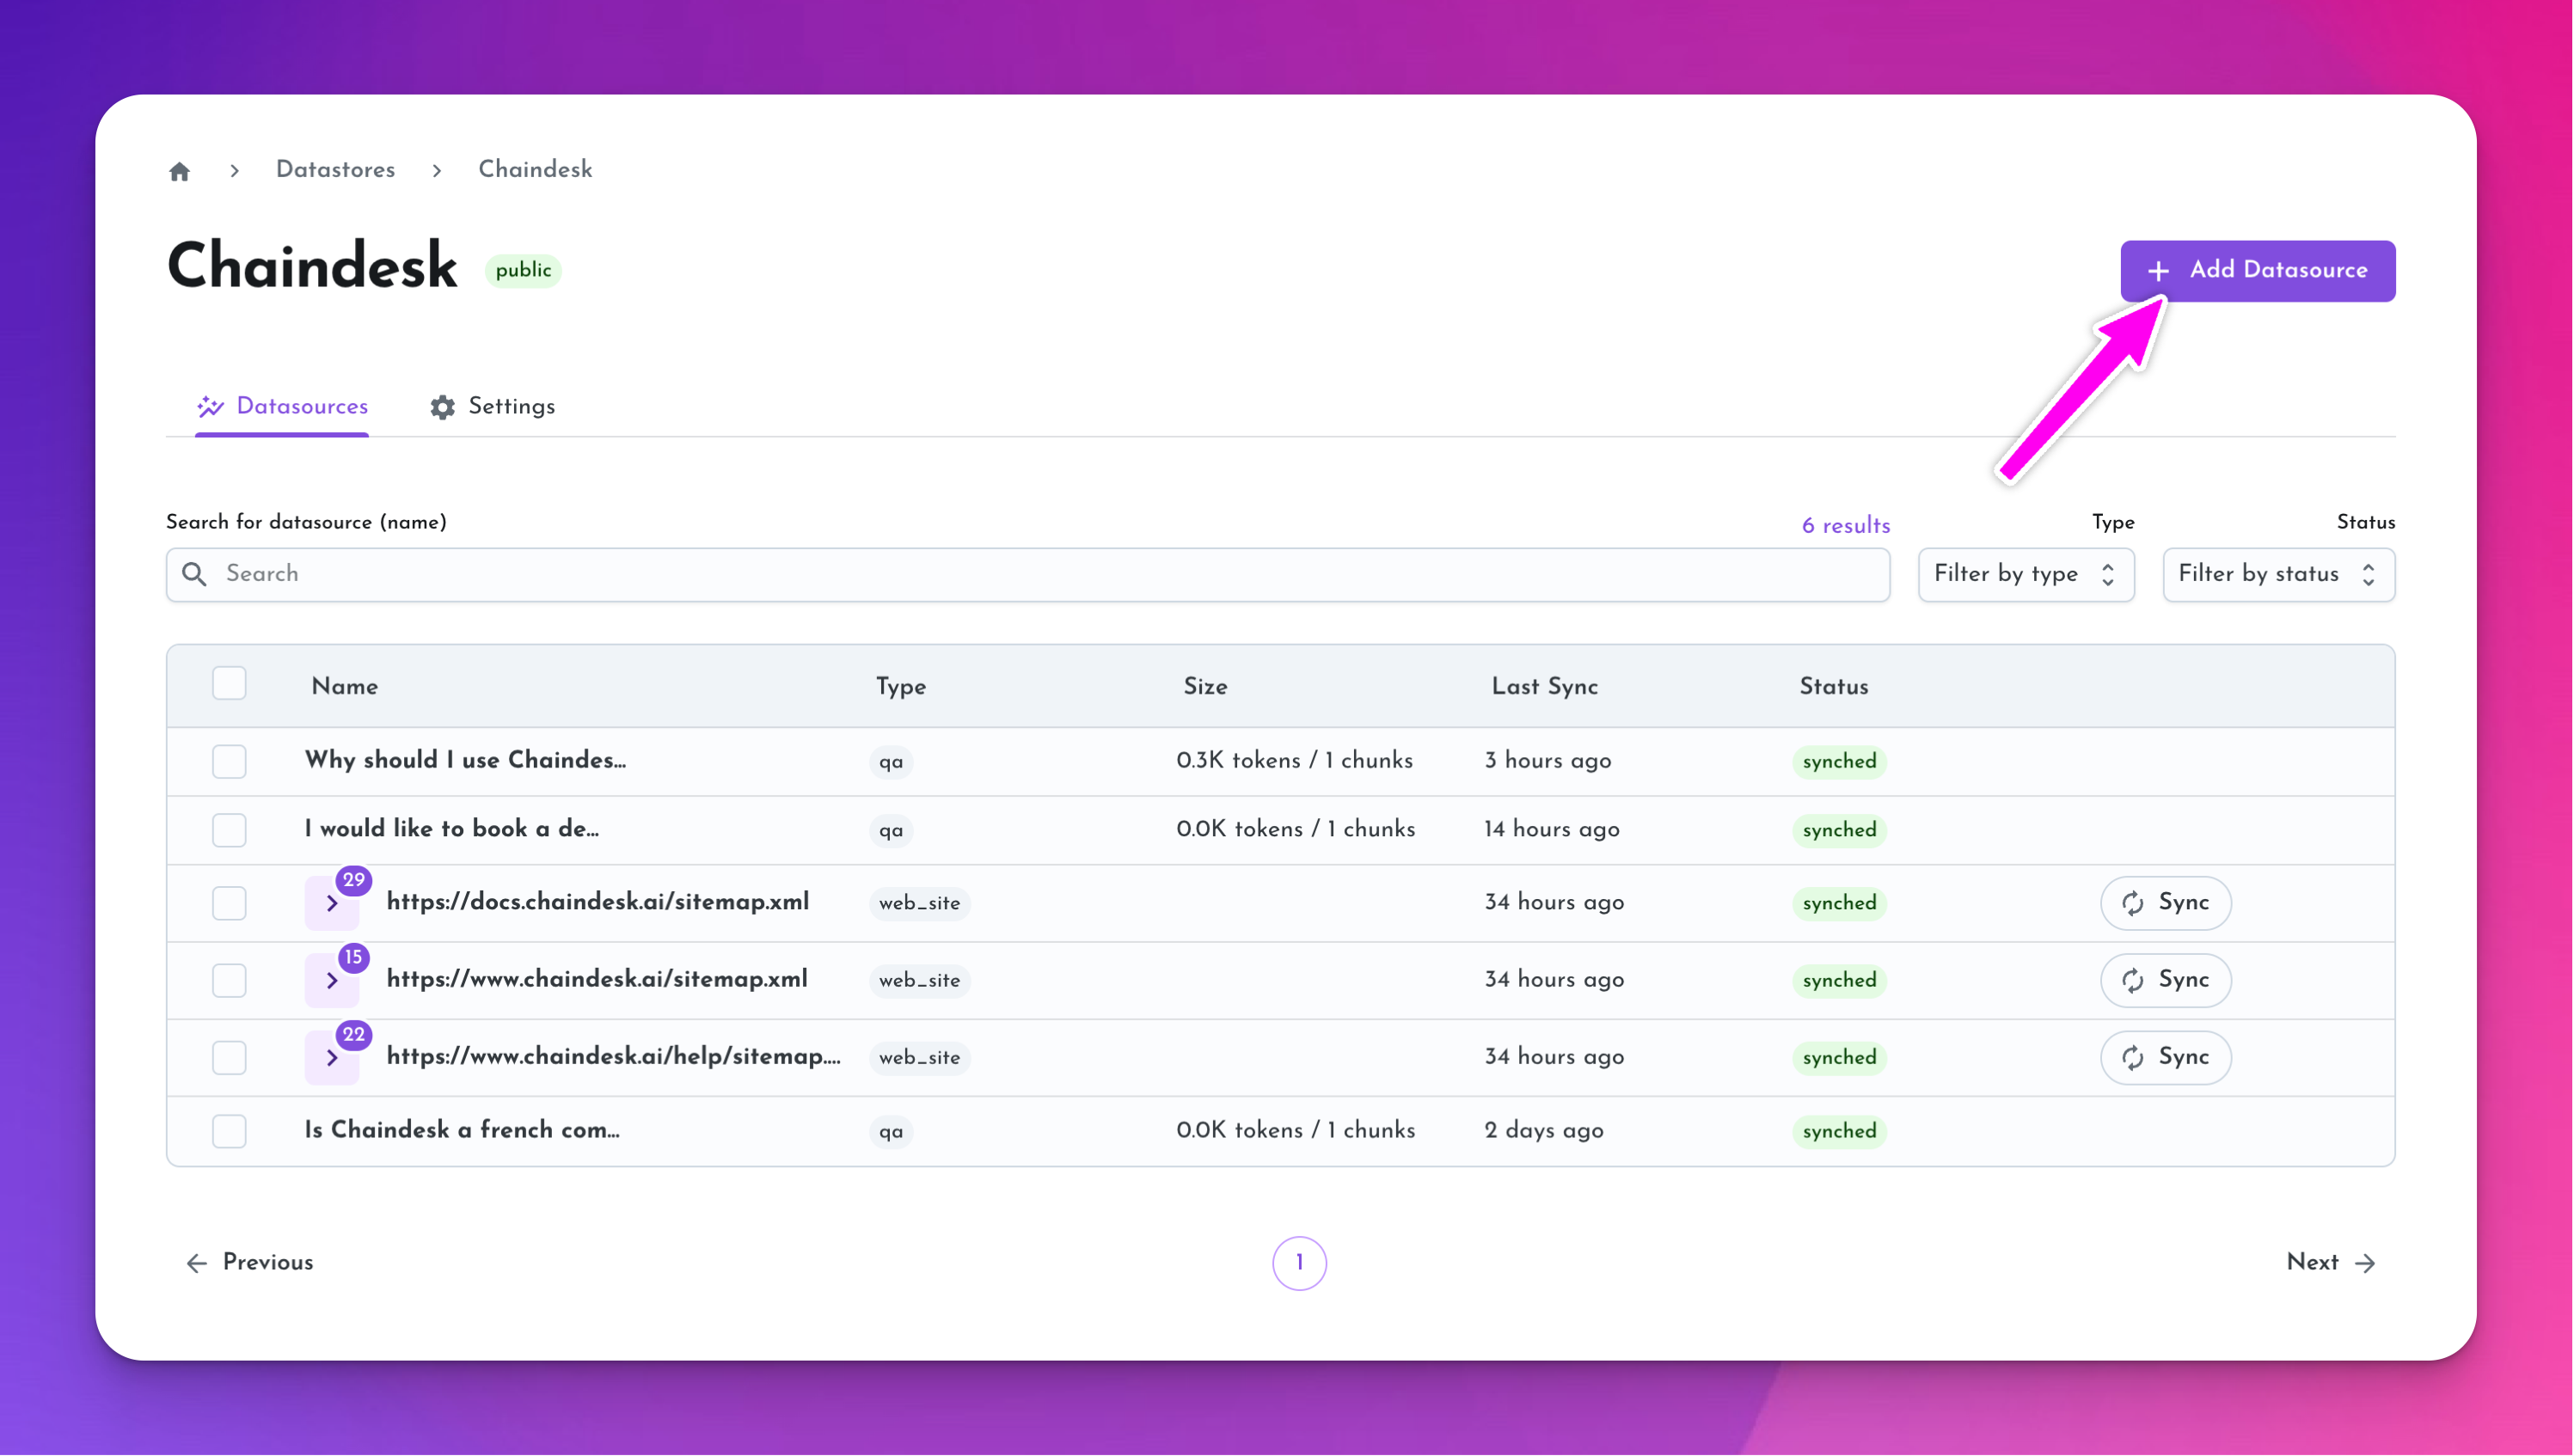 Datastores Chaindesk
Chaindesk public
+ Add Datasource
Datasources Settings
Search for datasource (name) 6 results Type Status
Search Filter by type Filter by status
Name Type Size Last Sync Status
Why should I use Chaindes... qa 0.3K tokens / 1 chunks 3 hours ago synched
I would like to book a de... qa 0.0K tokens / 1 chunks 14 hours ago synched
29 https://docs.chaindesk.ai/sitemap.xml web_site 34 hours ago synched Sync
15 https://www.chaindesk.ai/sitemap.xml web_site 34 hours ago synched Sync
22 https://www.chaindesk.ai/help/sitemap.... web_site 34 hours ago synched Sync
Is Chaindesk a french com... qa 0.0K tokens / 1 chunks 2 days ago synched
Previous 1 Next